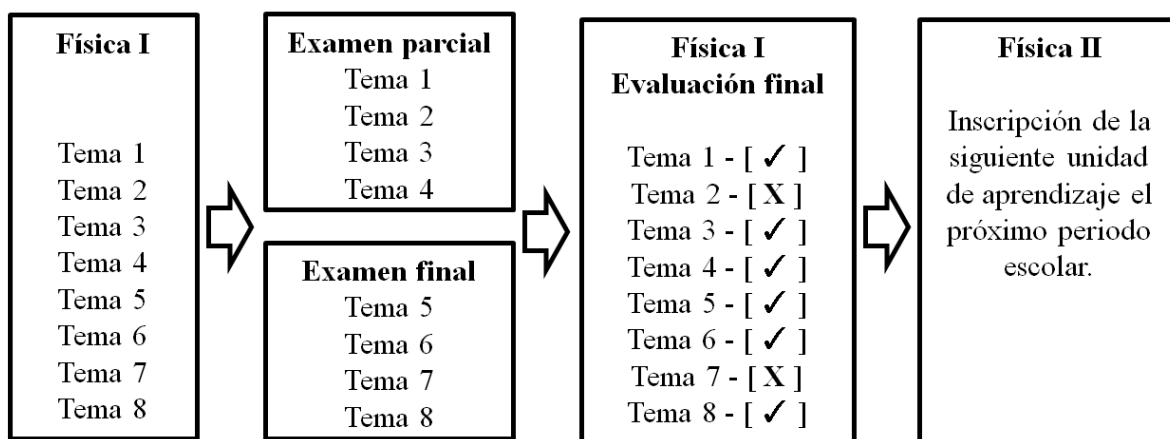 Física I
Tema 1
Tema 2
Tema 3
Tema 4
Tema 5
Tema 6
Tema 7
Tema 8
Examen parcial
Tema 1
Tema 2
Tema 3
Tema 4
Examen final
Tema 5
Tema 6
Tema 7
Tema 8
Física I
Evaluación final
Tema 1 - [ ✓ ]
Tema 2 - [ X ]
Tema 3 - [ ✓ ]
Tema 4 - [ ✓ ]
Tema 5 - [ ✓ ]
Tema 6 - [ ✓ ]
Tema 7 - [ X ]
Tema 8 - [ ✓ ]
Física II
Inscripción de la
siguiente unidad
de aprendizaje el
próximo periodo
escolar.